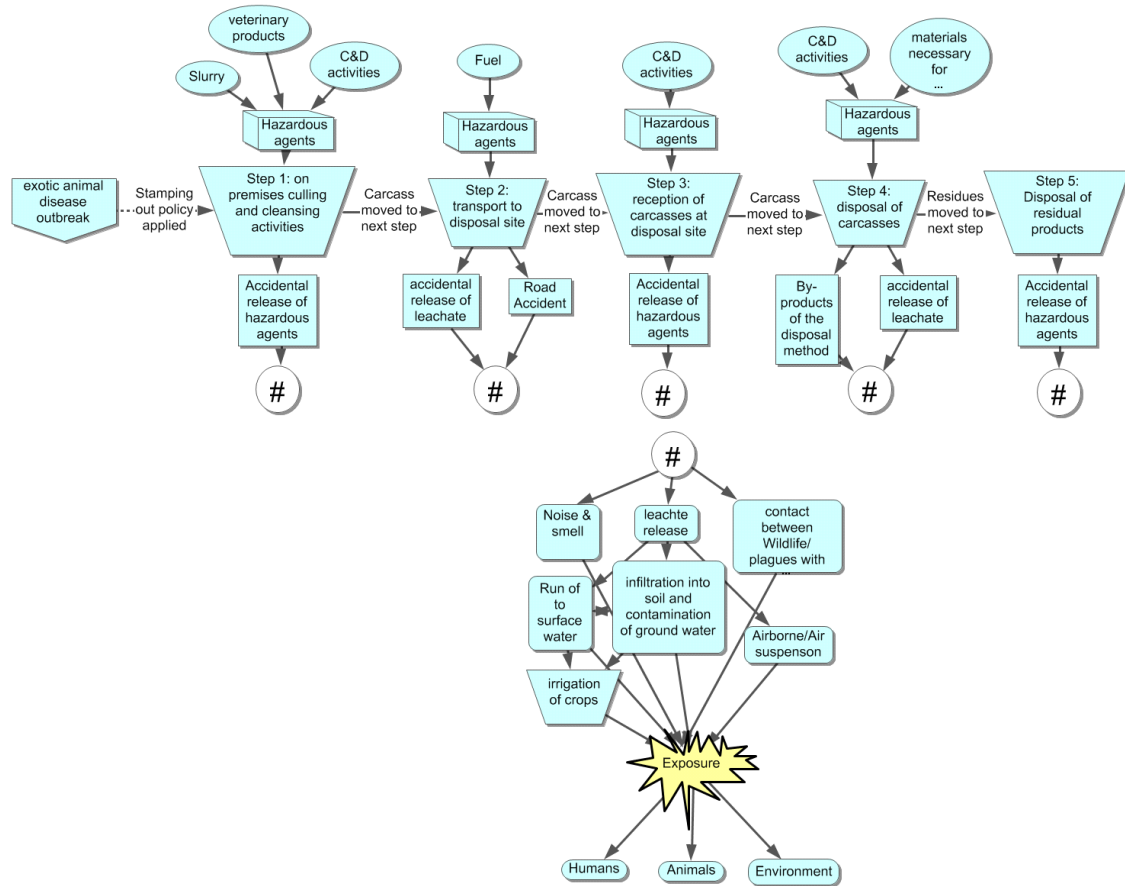 veterinary
products
Slurry
C&D
activities
Hazardous
agents
Fuel
Hazardous
agents
C&D
activities
Hazardous
agents
C&D
activities
materials
necessary
for
...
Hazardous
agents
exotic animal
disease
outbreak
Stamping
out policy
applied
Step 1: on
premises culling
and cleansing
activities
Carcass
moved to
next step
Step 2:
transport to
disposal site
Carcass
moved to
next step
Step 3:
reception of
carcasses at
disposal site
Carcass
moved to
next step
Step 4:
disposal of
carcasses
Residues
moved to
next step
Step 5:
Disposal of
residual
products
Accidental
release of
hazardous
agents
accidental
release of
leachate
Road
Accident
Accidental
release of
hazardous
agents
By-
products
of the
disposal
method
accidental
release of
leachate
Accidental
release of
hazardous
agents
#
#
#
#
#
#
Noise &
smell
leachte
release
contact
between
Wildlife/
plagues with
...
Run of
to
surface
water
infiltration into
soil and
contamination
of ground water
Airborne/Air
suspenson
irrigation
of crops
Exposure
Humans
Animals
Environment